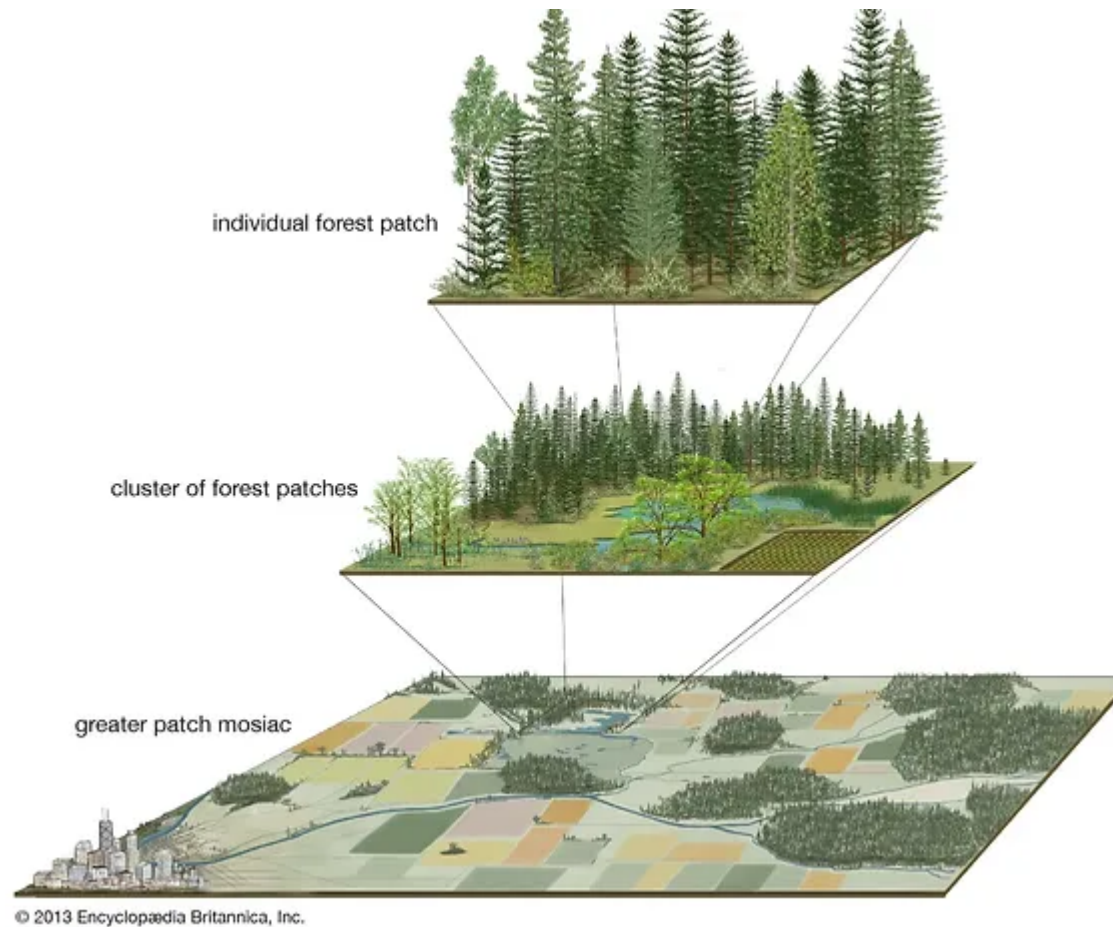 individual forest patch
cluster of forest patches
greater patch mosiac
© 2013 Encyclopædia Britannica, Inc.